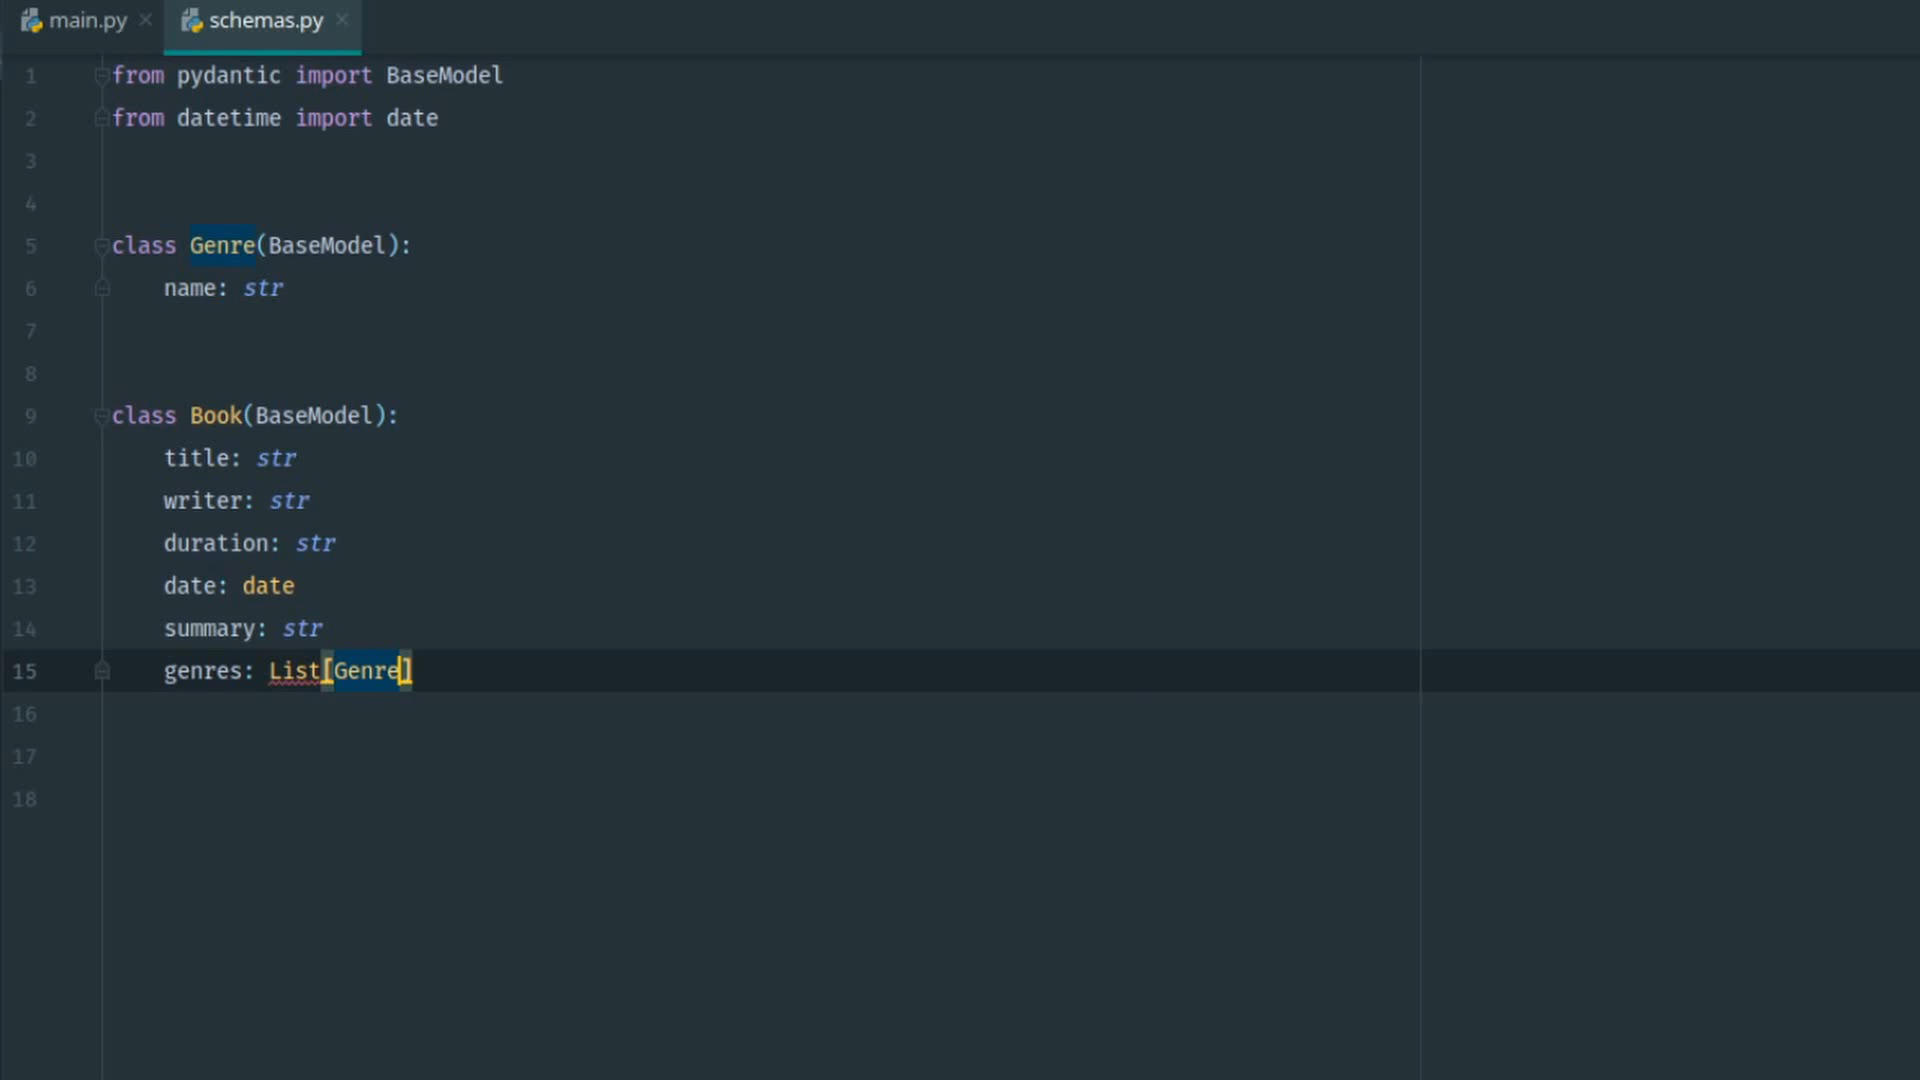 main.py × schemas.py ×
1 from pydantic import BaseModel
2 from datetime import date
3
4
5 class Genre(BaseModel):
6 name: str
7
8
9 class Book(BaseModel):
10 title: str
11 writer: str
12 duration: str
13 date: date
14 summary: str
15 genres: List[Genre]
16
17
18